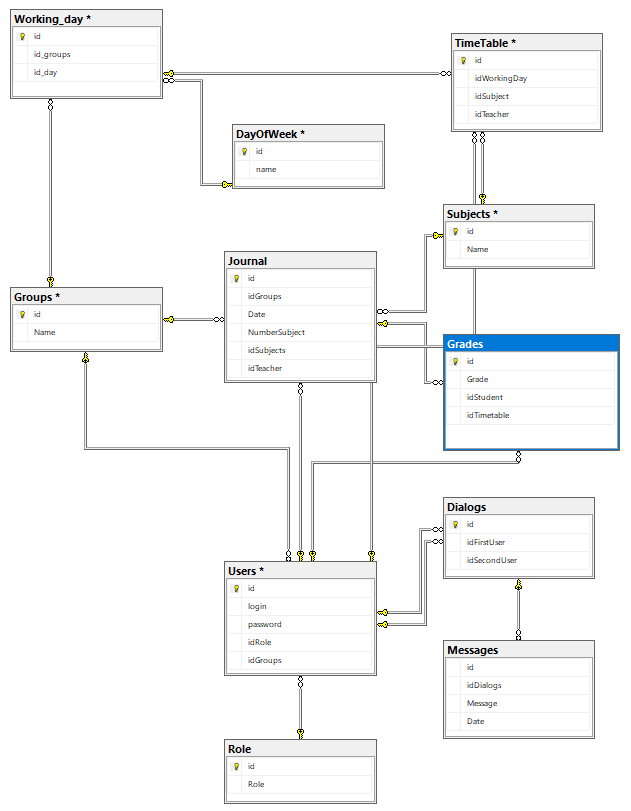 Working_day *
id
id_groups
id_day
TimeTable *
id
idWorkingDay
idSubject
idTeacher
DayOfWeek *
id
name
Subjects *
id
Name
Journal
id
idGroups
Date
NumberSubject
idSubjects
idTeacher
Groups *
id
Name
Grades
id
Grade
idStudent
idTimetable
Dialogs
id
idFirstUser
idSecondUser
Users *
id
login
password
idRole
idGroups
Messages
id
idDialogs
Message
Date
Role
id
Role